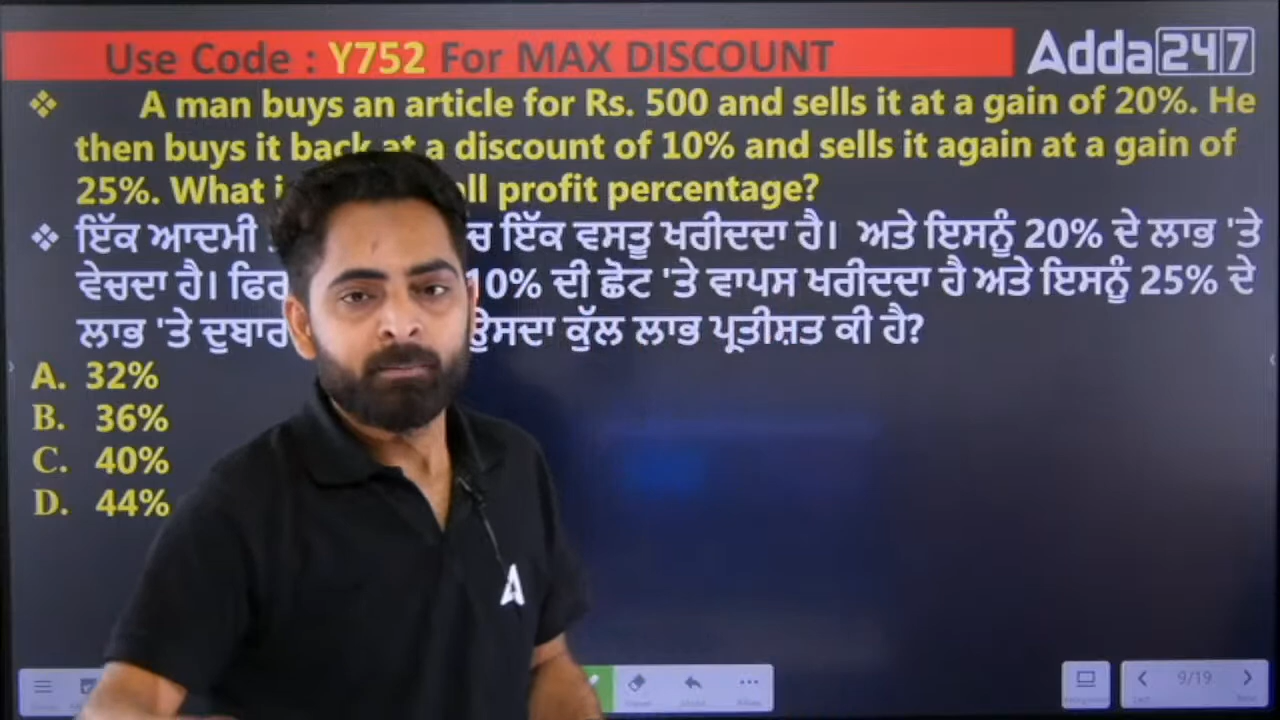 Use Code : Y752 For MAX DISCOUNT
Adda247
❖ A man buys an article for Rs. 500 and sells it at a gain of 20%. He
then buys it back at a discount of 10% and sells it again at a gain of
25%. What profit percentage?
❖ ਇੱਕ ਆਦਮੀ ਇੱਕ ਵਸਤੂ ਖਰੀਦਦਾ ਹੈ। ਅਤੇ ਇਸਨੂੰ 20% ਦੇ ਲਾਭ 'ਤੇ
ਵੇਚਦਾ ਹੈ। 10% ਦੀ ਛੋਟ 'ਤੇ ਵਾਪਸ ਖਰੀਦਦਾ ਹੈ ਅਤੇ ਇਸਨੂੰ 25% ਦੇ
ਲਾਭ 'ਤੇ ਉਸਦਾ ਕੁੱਲ ਲਾਭ ਪ੍ਰਤੀਸ਼ਤ ਕੀ ਹੈ?
A. 32%
B. 36%
C. 40%
D. 44%
9/19